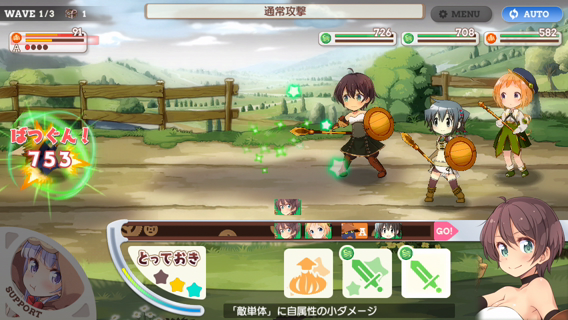 WAVE 1/3
1
通常攻撃
MENU
AUTO
91
A
726
708
582
ばつぐん!
753
GO!
A
とっておき
SUPPORT
「敵単体」に自属性の小ダメージ